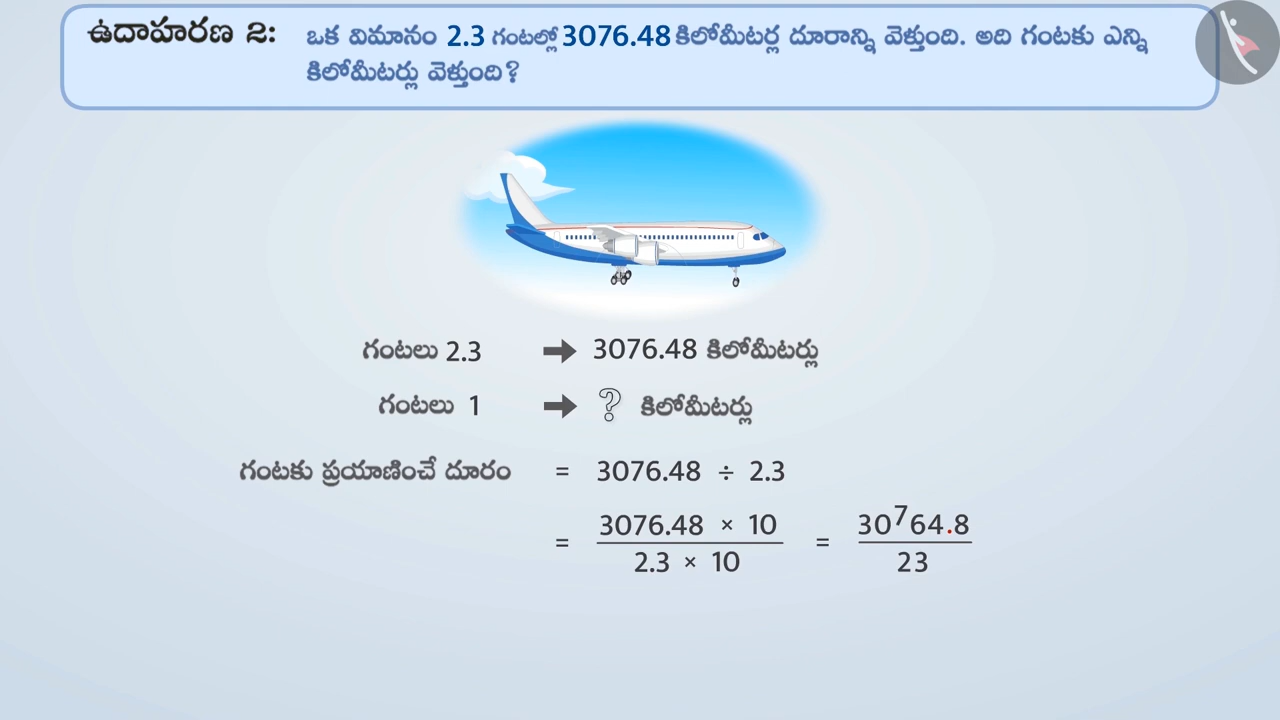 ఉదాహరణ 2: ఒక విమానం 2.3 గంటల్లో 3076.48 కిలోమీటర్ల దూరాన్ని వెళ్తుంది. అది గంటకు ఎన్ని
కిలోమీటర్లు వెళ్తుంది?
గంటలు 2.3 → 3076.48 కిలోమీటర్లు
గంటలు 1 → ? కిలోమీటర్లు
గంటకు ప్రయాణించే దూరం = 3076.48 ÷ 2.3
= 3076.48 × 10 / 2.3 × 10 = 30⁷64.8 / 23